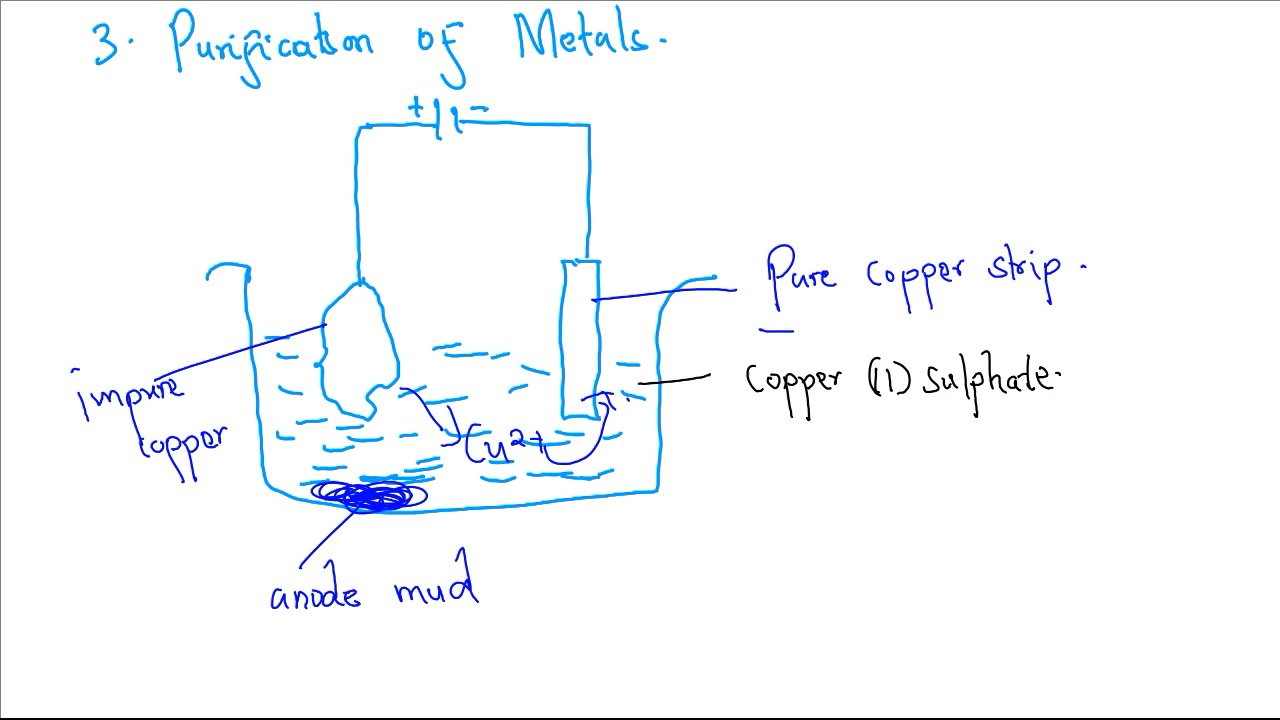 3. Purification of Metals.
+ -
Pure copper strip.
impure
copper
copper (II) sulphate.
Cu2+
anode mud